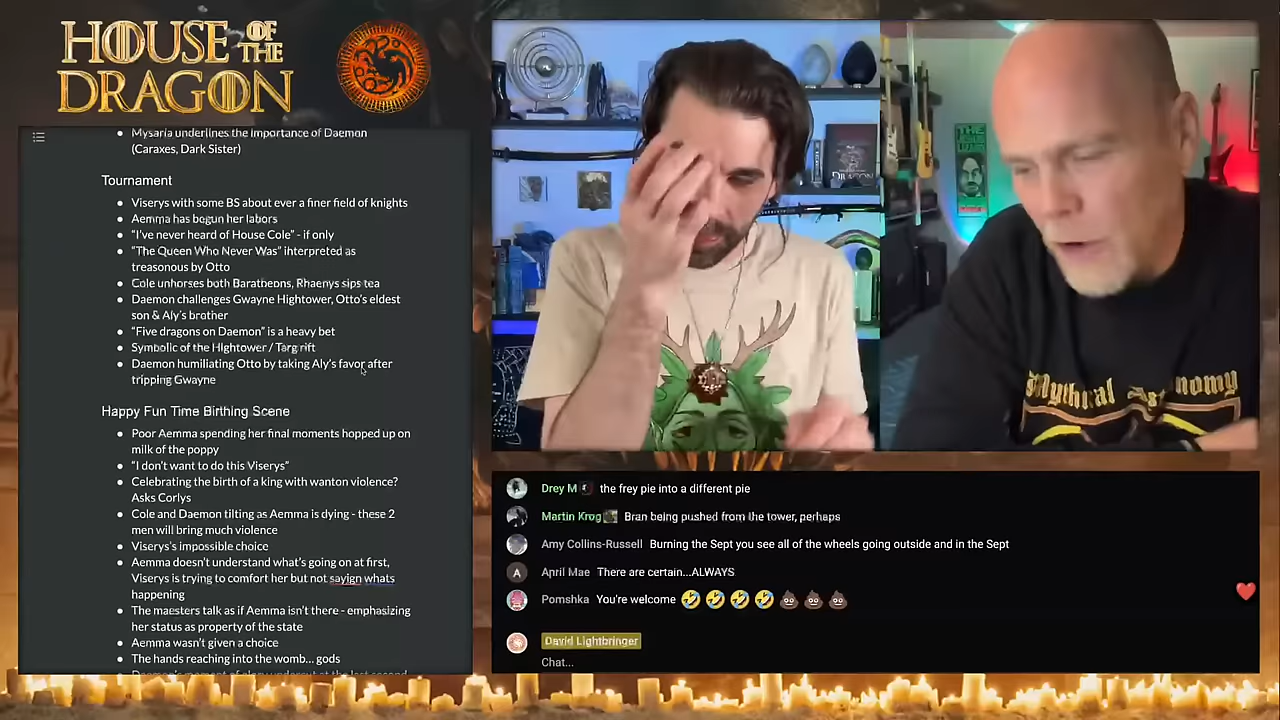 HOUSE OF THE
DRAGON
Mysaria underlines the importance of Daemon
(Caraxes, Dark Sister)
Tournament
Viserys with some BS about ever a finer field of knights
Aemma has begun her labors
“I’ve never heard of House Cole” - if only
“The Queen Who Never Was” interpreted as
treasonous by Otto
Cole unhorses both Baratheons, Rhaenys sips tea
Daemon challenges Gwayne Hightower, Otto’s eldest
son & Aly’s brother
“Five dragons on Daemon” is a heavy bet
Symbolic of the Hightower / Targ rift
Daemon humiliating Otto by taking Aly’s favor after
tripping Gwayne
Happy Fun Time Birthing Scene
Poor Aemma spending her final moments hopped up on
milk of the poppy
“I don’t want to do this Viserys”
Celebrating the birth of a king with wanton violence?
Asks Corlys
Cole and Daemon tilting as Aemma is dying - these 2
men will bring much violence
Viserys’s impossible choice
Aemma doesn’t understand what’s going on at first,
Viserys is trying to comfort her but not sayign whats
happening
The maesters talk as if Aemma isn’t there - emphasizing
her status as property of the state
Aemma wasn’t given a choice
The hands reaching into the womb... gods
Daemon’s moment of glory undercut at the last second
DRAGON
THE
Mythical Astronomy
Drey M the frey pie into a different pie
Martin Krog Bran being pushed from the tower, perhaps
Amy Collins-Russell Burning the Sept you see all of the wheels going outside and in the Sept
A April Mae There are certain...ALWAYS
Pomshka You're welcome 🤣🤣🤣🤣💩💩💩
David Lightbringer
Chat...